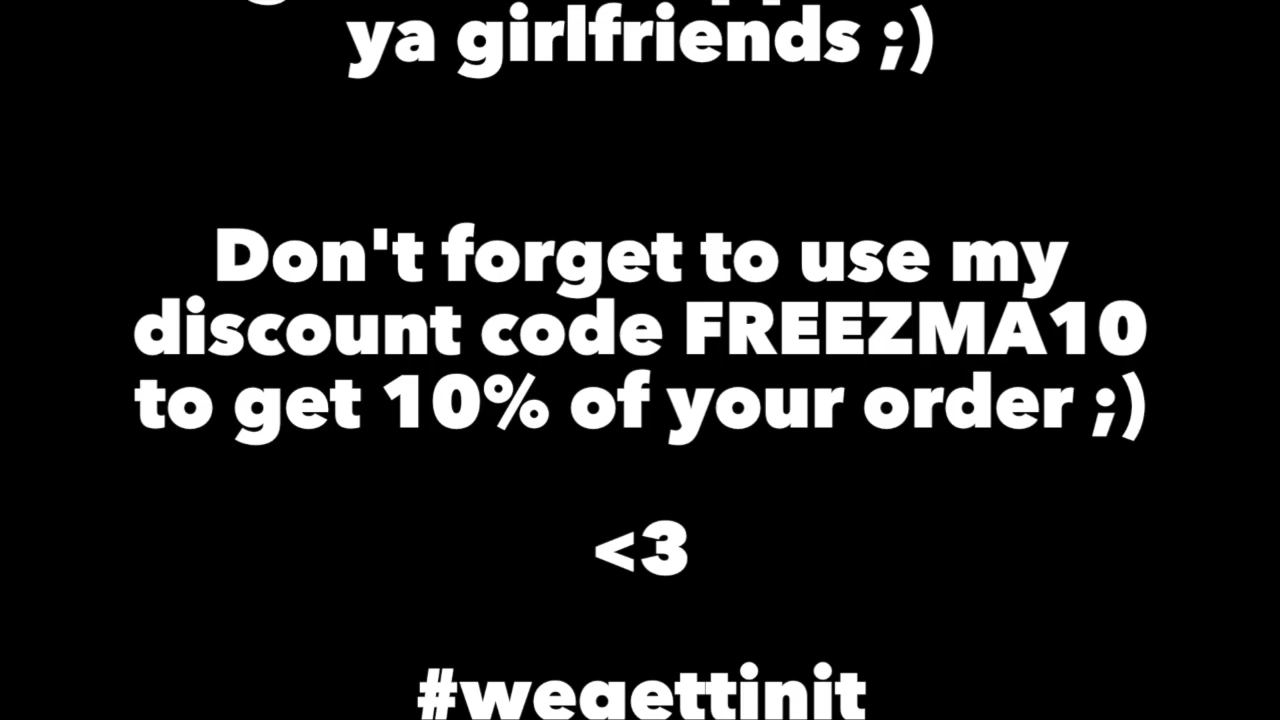 ya girlfriends ;)
Don't forget to use my
discount code FREEZMA10
to get 10% of your order ;)
<3
#wegettinit